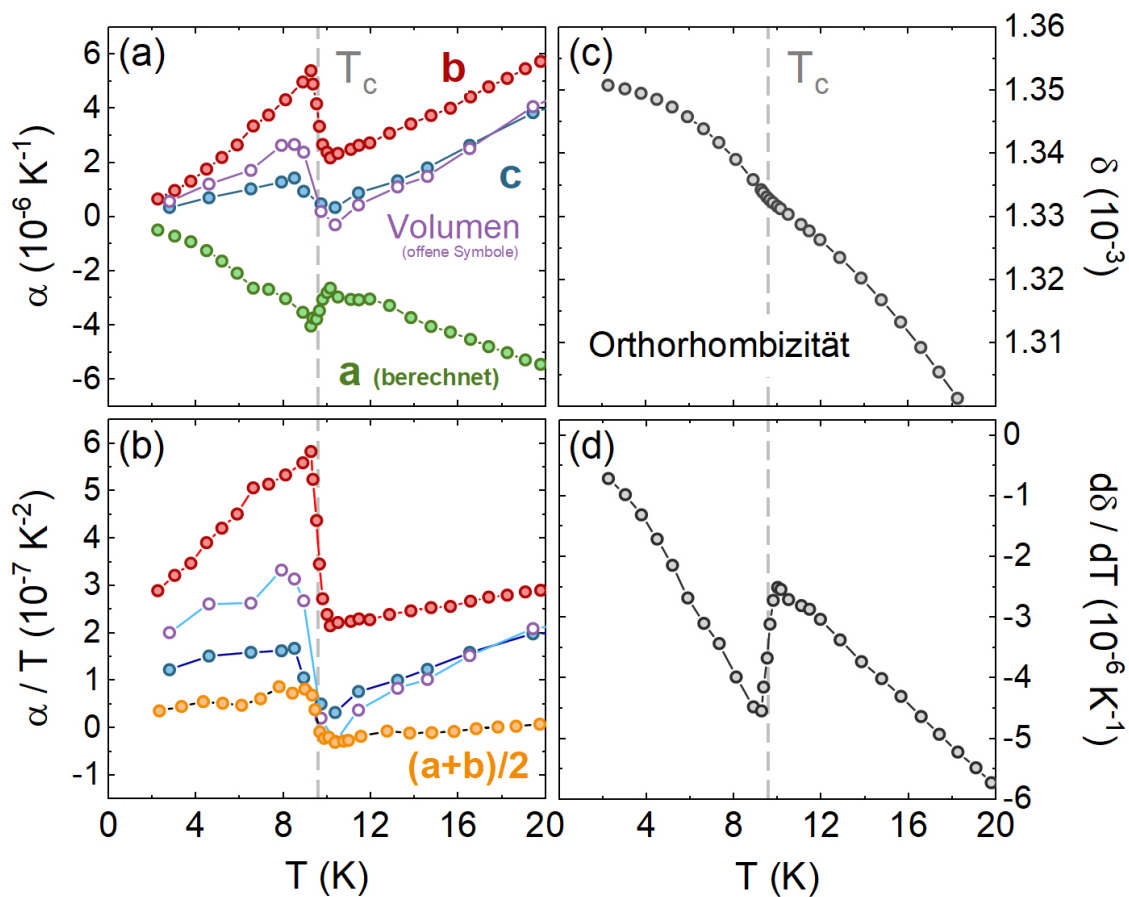 (a)
T_c
b
c
Volumen
(offene Symbole)
a (berechnet)
6
4
2
0
-2
-4
-6
α (10^-6 K^-1)
(b)
(a+b)/2
6
5
4
3
2
1
0
-1
α / T (10^-7 K^-2)
0 4 8 12 16 20
T (K)
(c)
T_c
Orthorhombizität
1.36
1.35
1.34
1.33
1.32
1.31
δ (10^-3)
(d)
0
-1
-2
-3
-4
-5
-6
dδ / dT (10^-6 K^-1)
4 8 12 16 20
T (K)